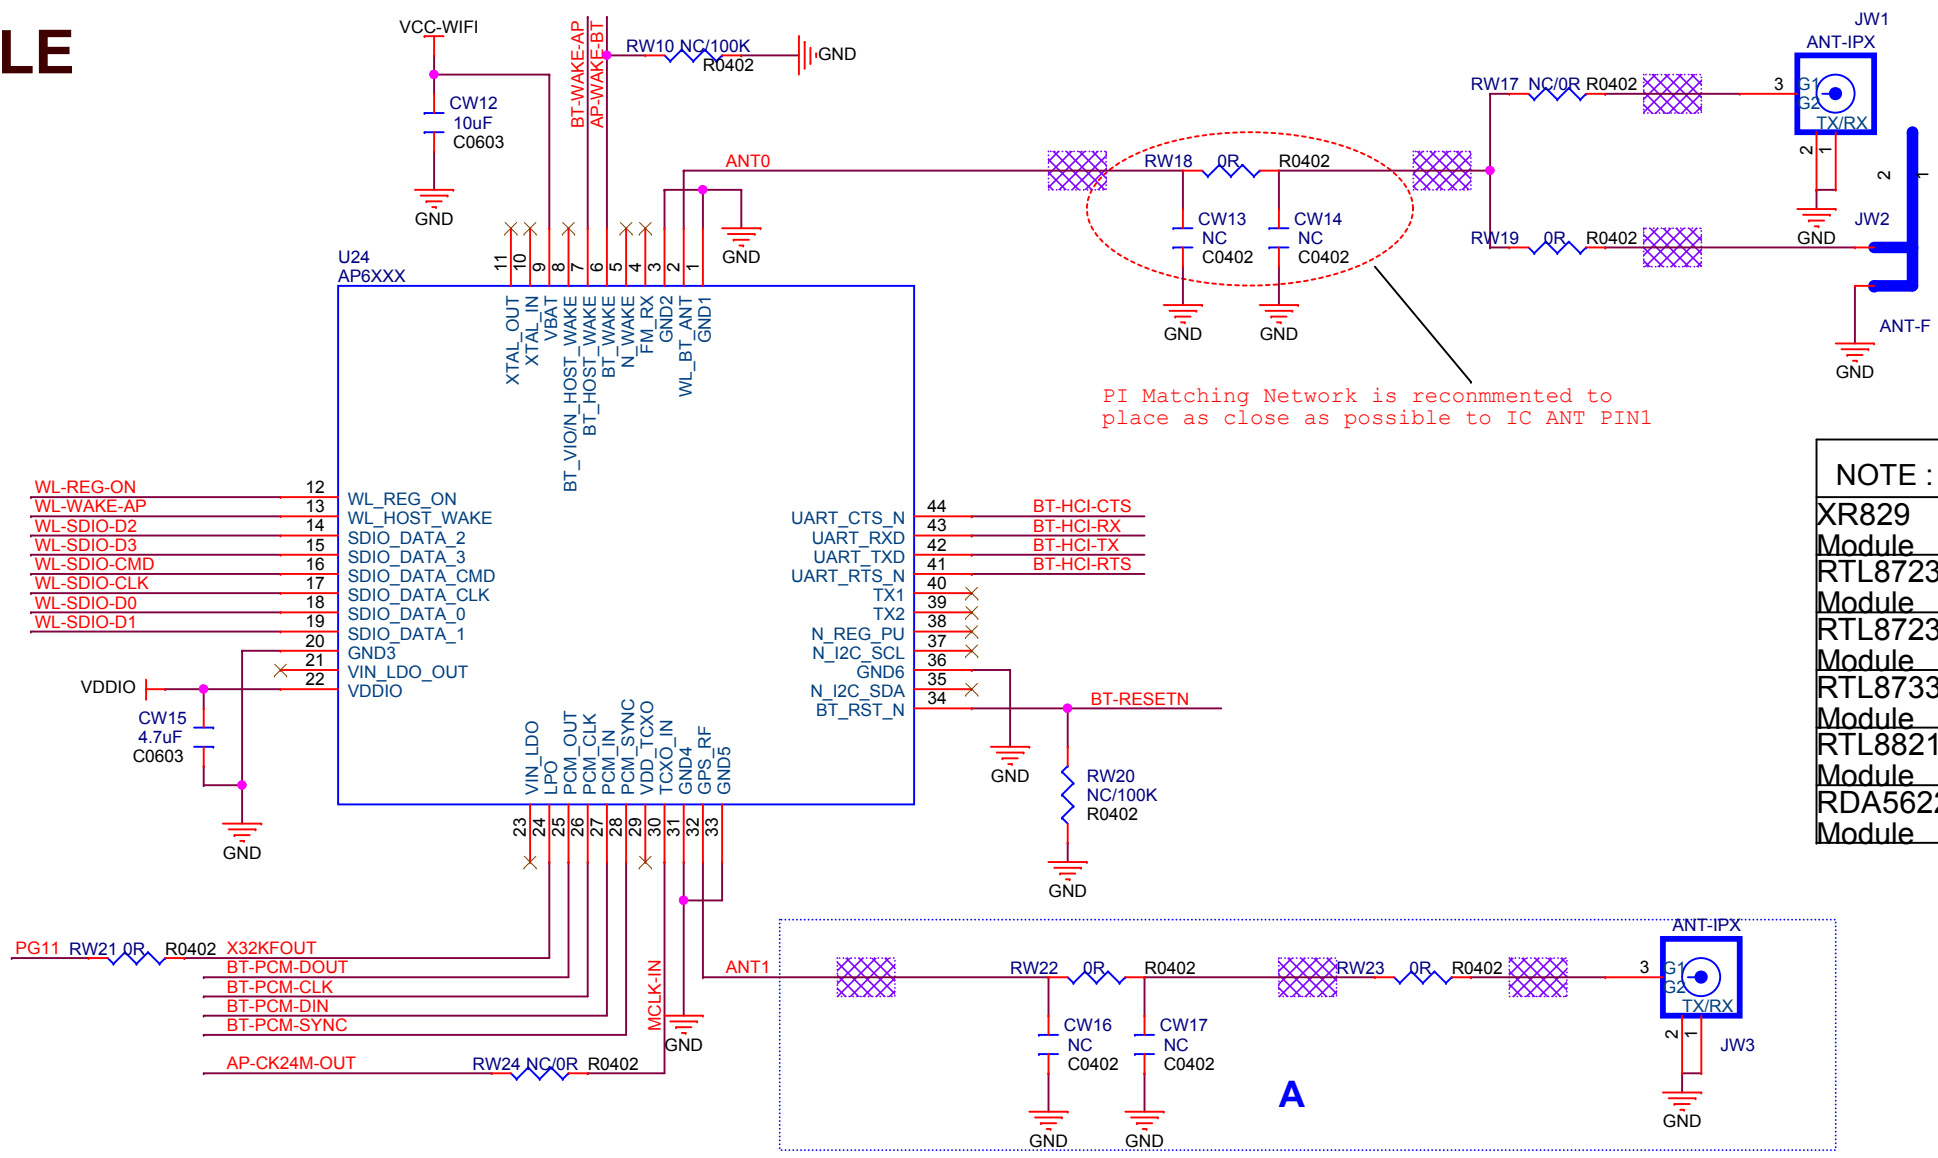 LE
VCC-WIFI
CW12
10uF
C0603
GND
BT-WAKE-AP
AP-WAKE-BT
RW10 NC/100K
R0402
GND
ANT0
GND
RW18 0R R0402
CW13
NC
C0402
CW14
NC
C0402
GND
GND
RW17 NC/0R R0402
RW19 0R R0402
JW1
ANT-IPX
3
G1
G2
TX/RX
2
1
GND
2
1
JW2
ANT-F
GND
PI Matching Network is reconmmented to
place as close as possible to IC ANT PIN1
U24
AP6XXX
11 XTAL_OUT
10 XTAL_IN
9 VBAT
8 BT_VIO/N_HOST_WAKE
7 BT_HOST_WAKE
6 BT_WAKE
5 N_WAKE
4 FM_RX
3 GND2
2 WL_BT_ANT
1 GND1
WL-REG-ON 12 WL_REG_ON
WL-WAKE-AP 13 WL_HOST_WAKE
WL-SDIO-D2 14 SDIO_DATA_2
WL-SDIO-D3 15 SDIO_DATA_3
WL-SDIO-CMD 16 SDIO_DATA_CMD
WL-SDIO-CLK 17 SDIO_DATA_CLK
WL-SDIO-D0 18 SDIO_DATA_0
WL-SDIO-D1 19 SDIO_DATA_1
20 GND3
21 VIN_LDO_OUT
VDDIO 22 VDDIO
CW15
4.7uF
C0603
GND
UART_CTS_N 44 BT-HCI-CTS
UART_RXD 43 BT-HCI-RX
UART_TXD 42 BT-HCI-TX
UART_RTS_N 41 BT-HCI-RTS
TX1 40
TX2 39
N_REG_PU 38
N_I2C_SCL 37
GND6 36
N_I2C_SDA 35
BT_RST_N 34 BT-RESETN
GND
RW20
NC/100K
R0402
GND
23 VIN_LDO
24 LPO
25 PCM_OUT
26 PCM_CLK
27 PCM_IN
28 PCM_SYNC
29 VDD_TCXO
30 TCXO_IN
31 GND4
32 GPS_RF
33 GND5
NOTE :
XR829
Module
RTL8723
Module
RTL8723
Module
RTL8733
Module
RTL8821
Module
RDA5622
Module
PG11 RW21 0R R0402 X32KFOUT
BT-PCM-DOUT
BT-PCM-CLK
BT-PCM-DIN
BT-PCM-SYNC
AP-CK24M-OUT RW24 NC/0R R0402
MCLK-IN
GND
ANT1
RW22 0R R0402
RW23 0R R0402
CW16
NC
C0402
CW17
NC
C0402
GND
GND
A
ANT-IPX
3
G1
G2
TX/RX
2
1
JW3
GND